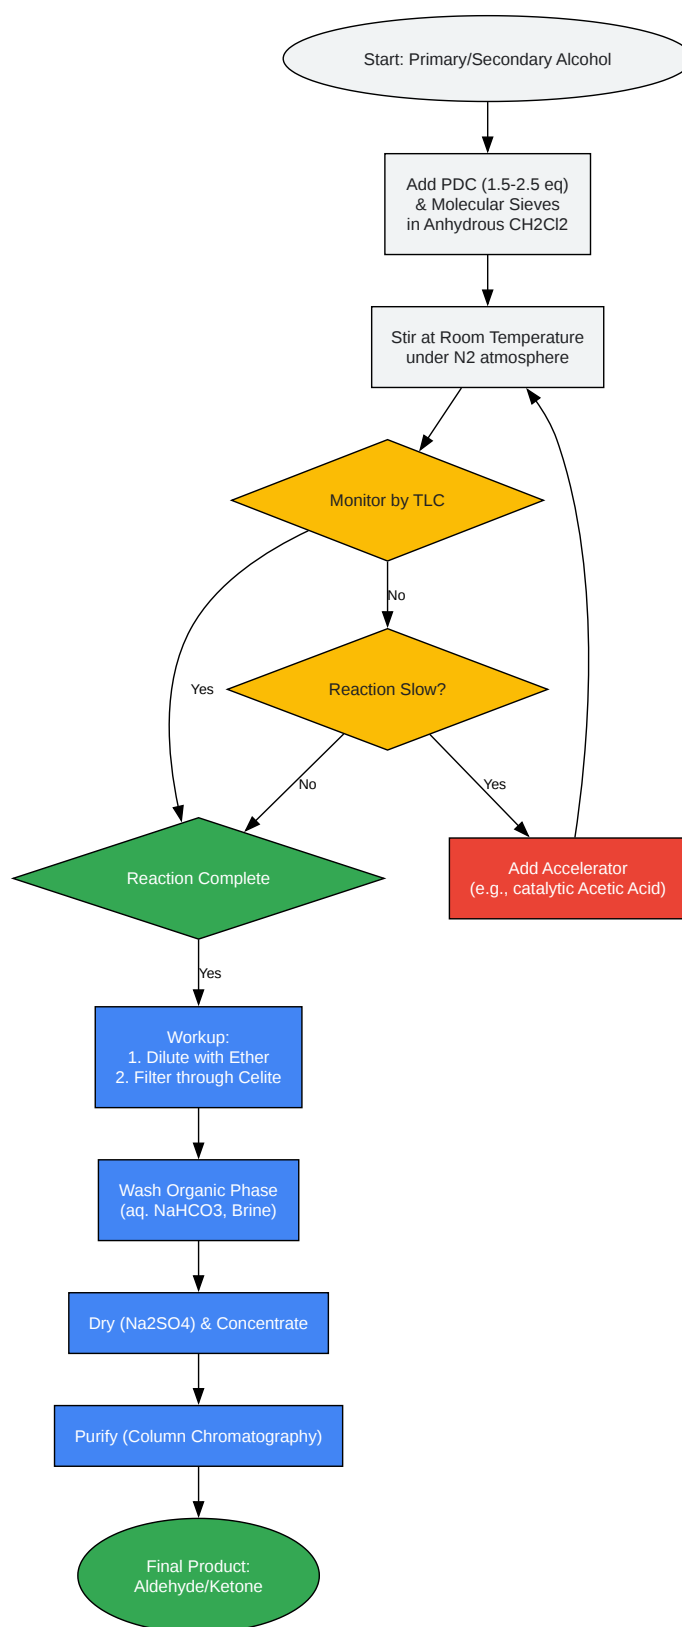 Start: Primary/Secondary Alcohol
Add PDC (1.5-2.5 eq)
& Molecular Sieves
in Anhydrous CH2Cl2
Stir at Room Temperature
under N2 atmosphere
Monitor by TLC
No
Reaction Slow?
Yes
No
Yes
Reaction Complete
Add Accelerator
(e.g., catalytic Acetic Acid)
Yes
Workup:
1. Dilute with Ether
2. Filter through Celite
Wash Organic Phase
(aq. NaHCO3, Brine)
Dry (Na2SO4) & Concentrate
Purify (Column Chromatography)
Final Product:
Aldehyde/Ketone